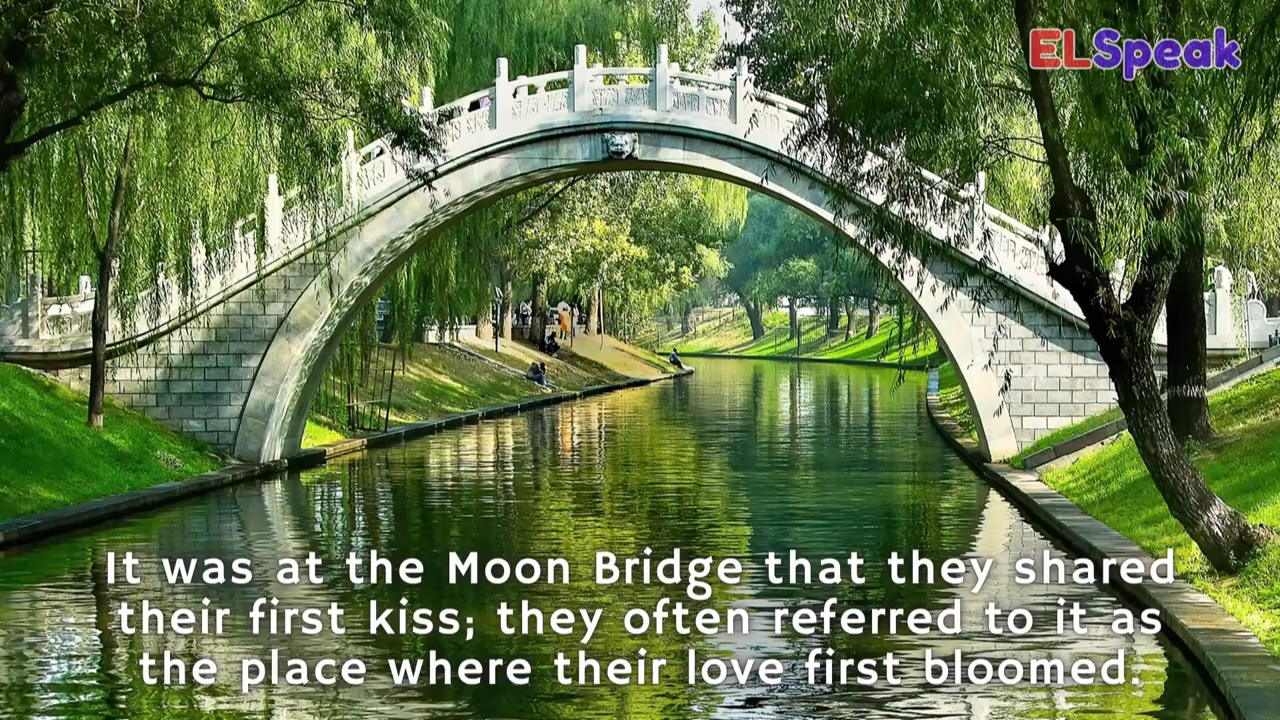 ELSpeak
It was at the Moon Bridge that they shared
their first kiss; they often referred to it as
the place where their love first bloomed.